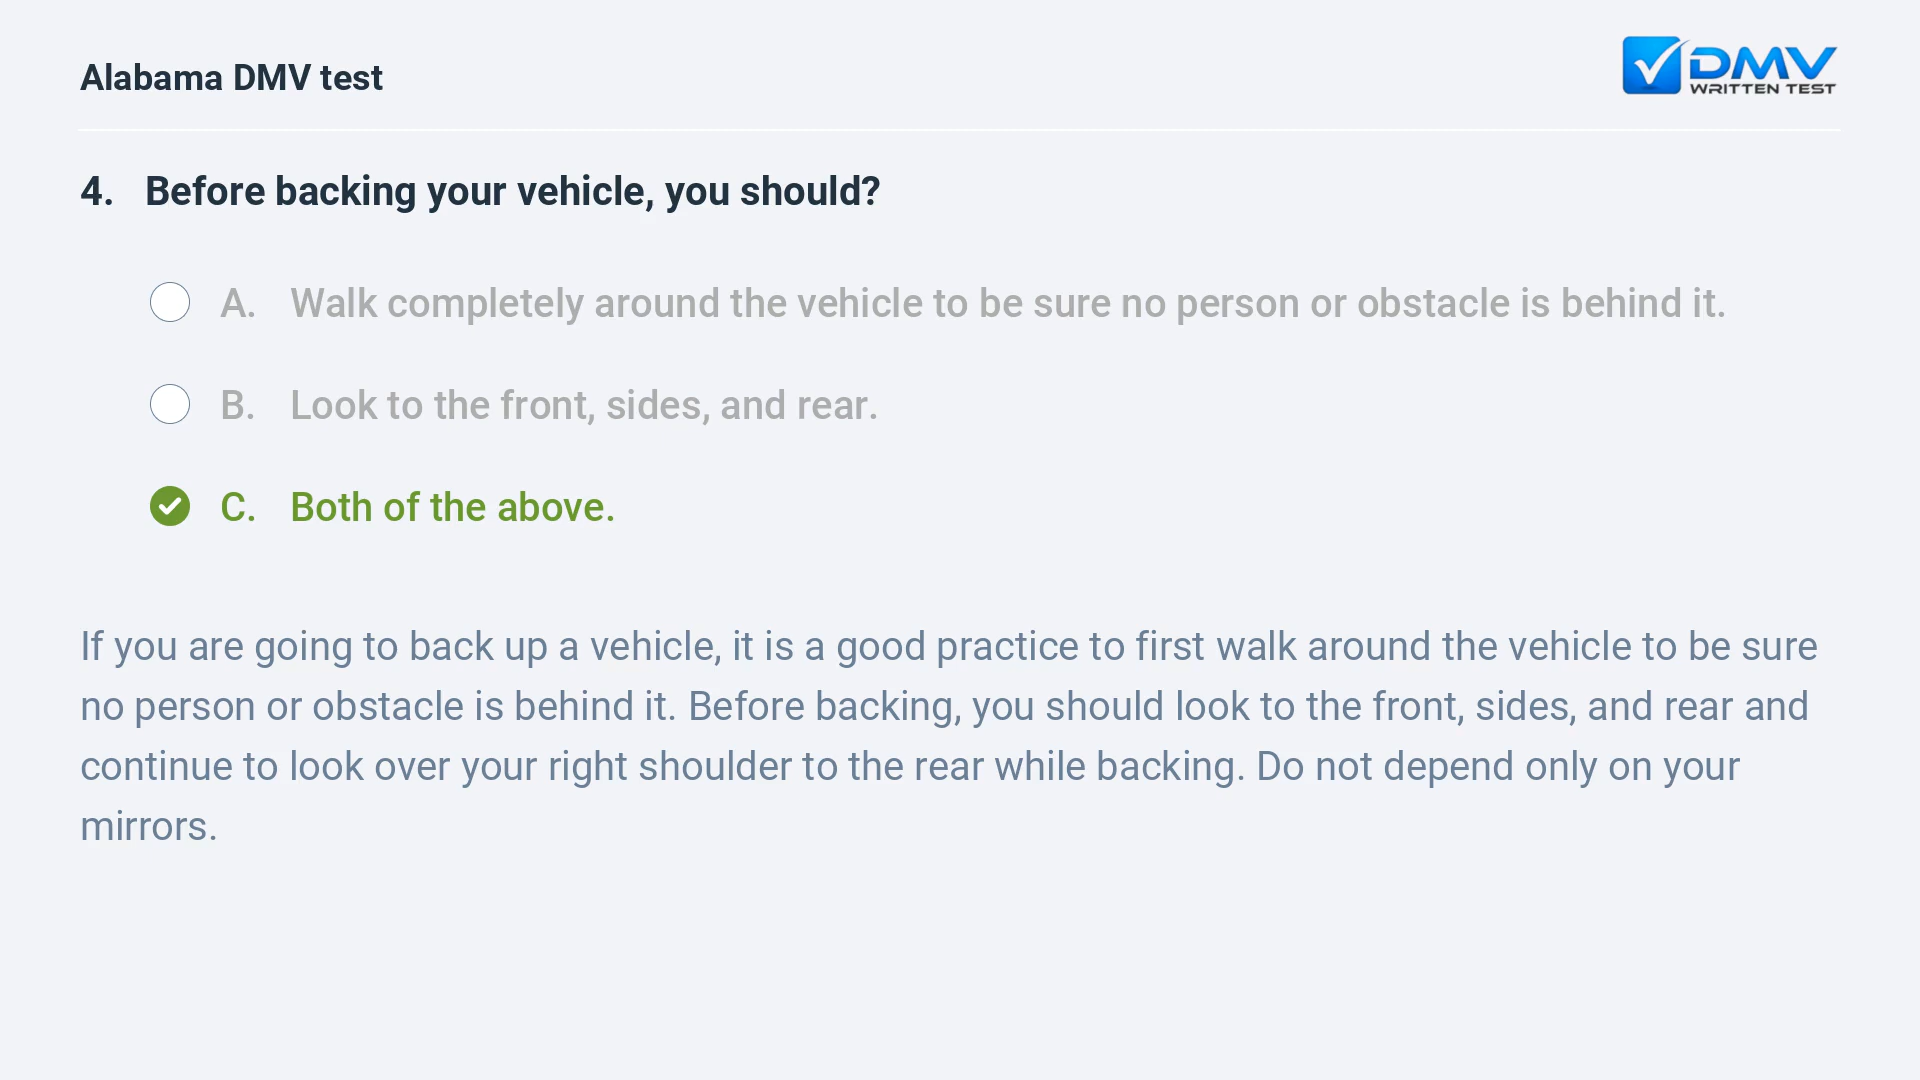 Alabama DMV test
DMV
WRITTEN TEST
4. Before backing your vehicle, you should?
A. Walk completely around the vehicle to be sure no person or obstacle is behind it.
B. Look to the front, sides, and rear.
C. Both of the above.
If you are going to back up a vehicle, it is a good practice to first walk around the vehicle to be sure
no person or obstacle is behind it. Before backing, you should look to the front, sides, and rear and
continue to look over your right shoulder to the rear while backing. Do not depend only on your
mirrors.